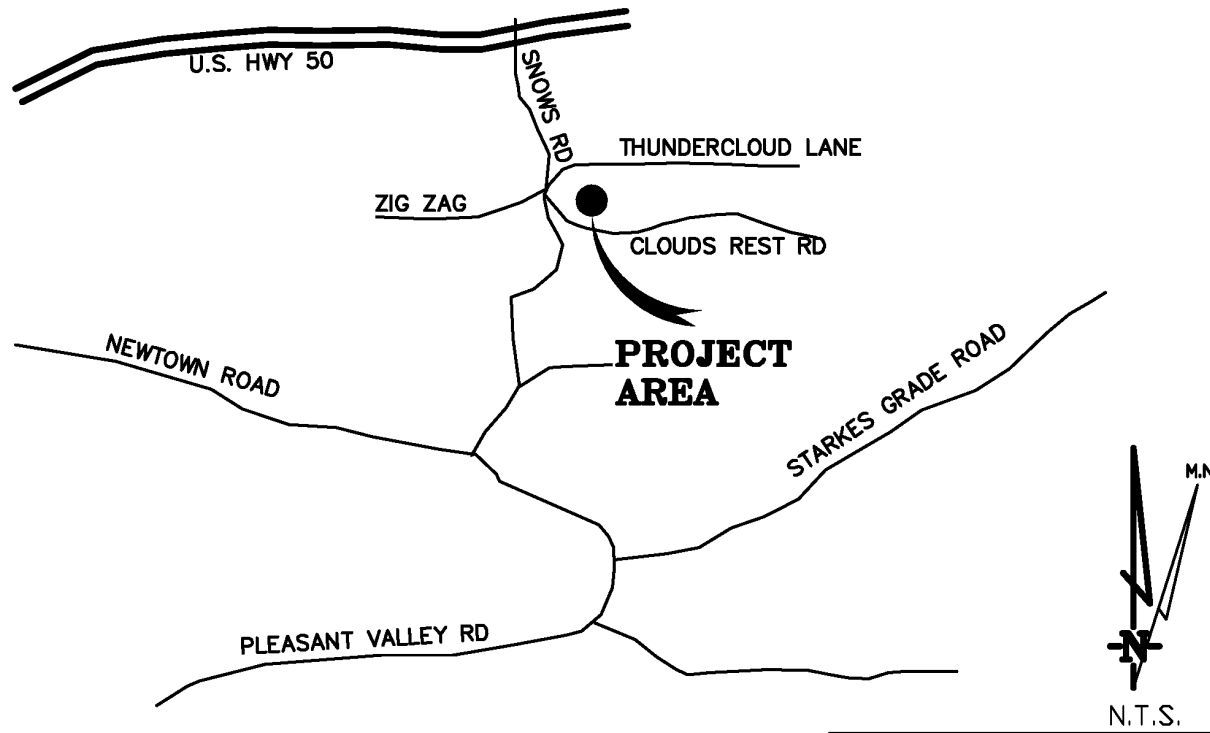 U.S. HWY 50
SNOWS RD
THUNDERCLOUD LANE
ZIG ZAG
CLOUDS REST RD
PROJECT
AREA
NEWTOWN ROAD
STARKES GRADE ROAD
M.N
PLEASANT VALLEY RD
N
N.T.S.